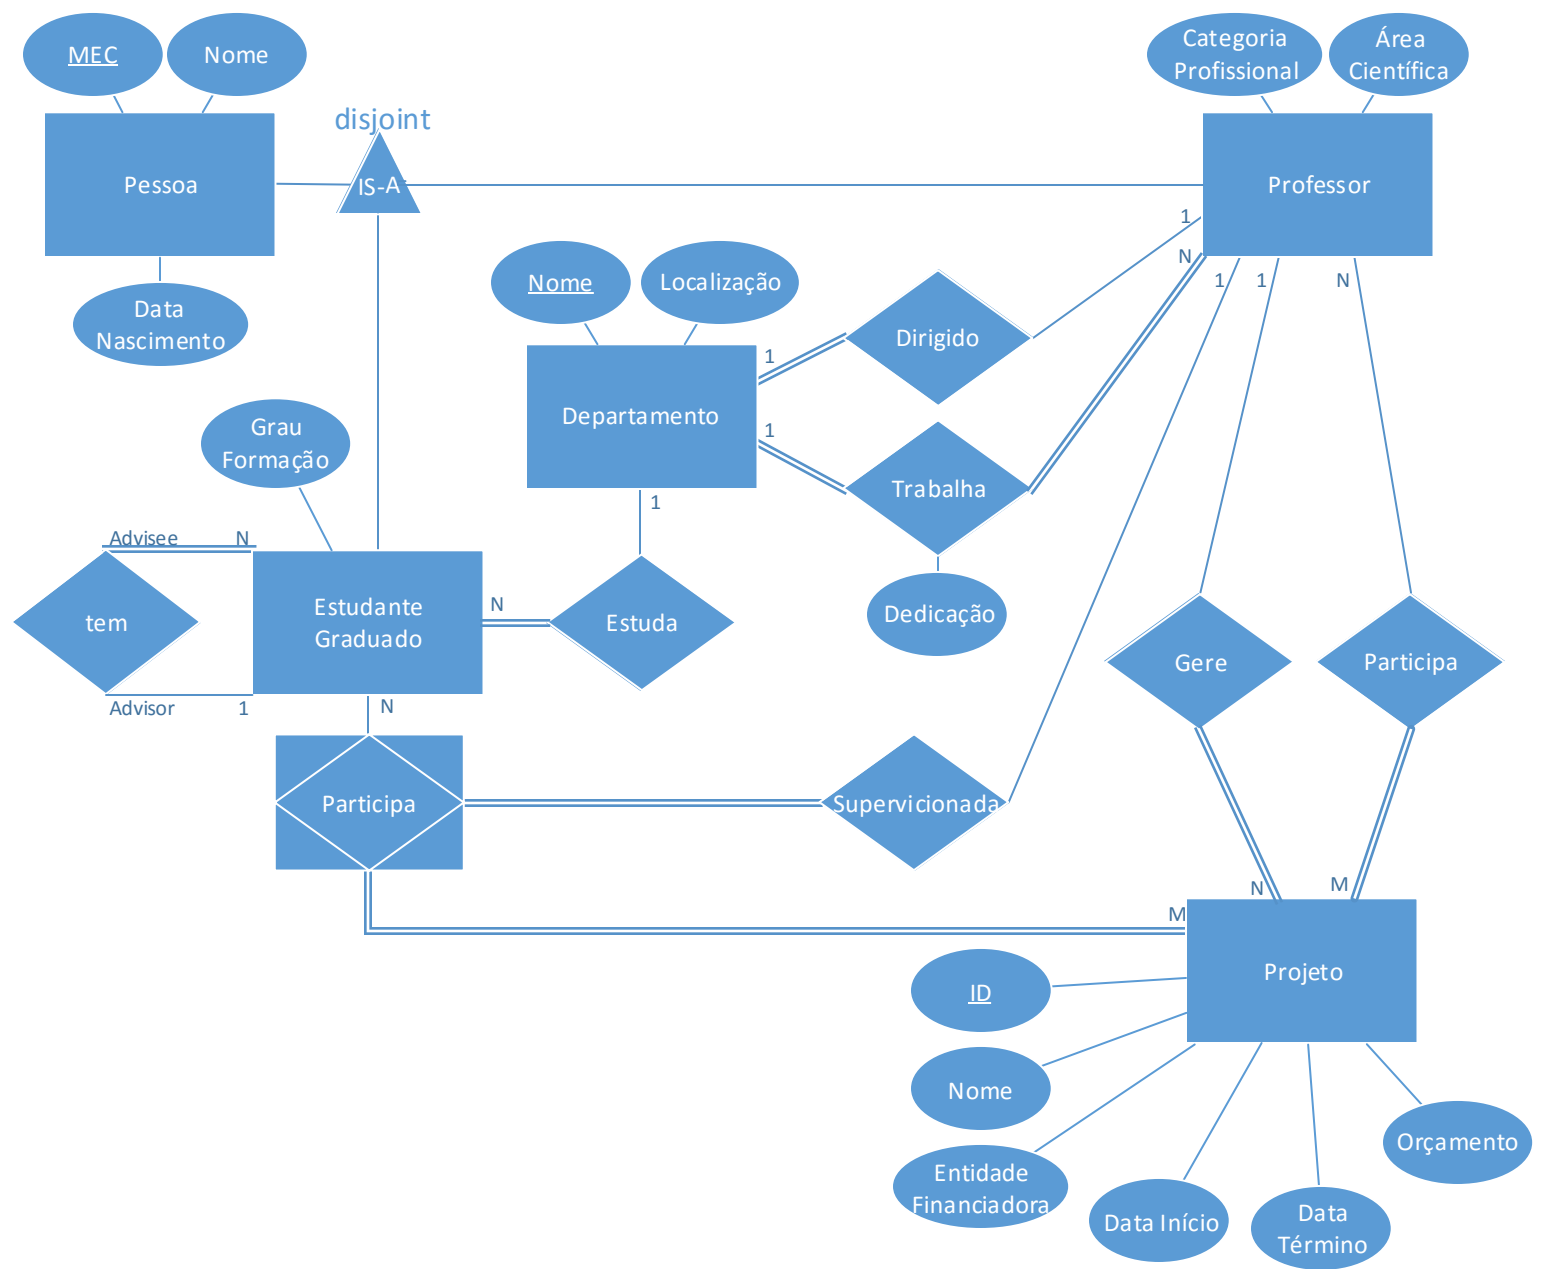 MEC
Nome
Categoria
Profissional
Área
Científica
disjoint
Pessoa
IS-A
Professor
1
N
1
1
N
Nome
Localização
Data
Nascimento
Dirigido
1
Departamento
1
Grau
Formação
Trabalha
1
Advisee
N
Dedicação
N
Estudante
Graduado
tem
Estuda
Gere
Participa
Advisor
1
N
Participa
Supervicionada
N
M
M
Projeto
ID
Nome
Orçamento
Entidade
Financiadora
Data Início
Data
Término